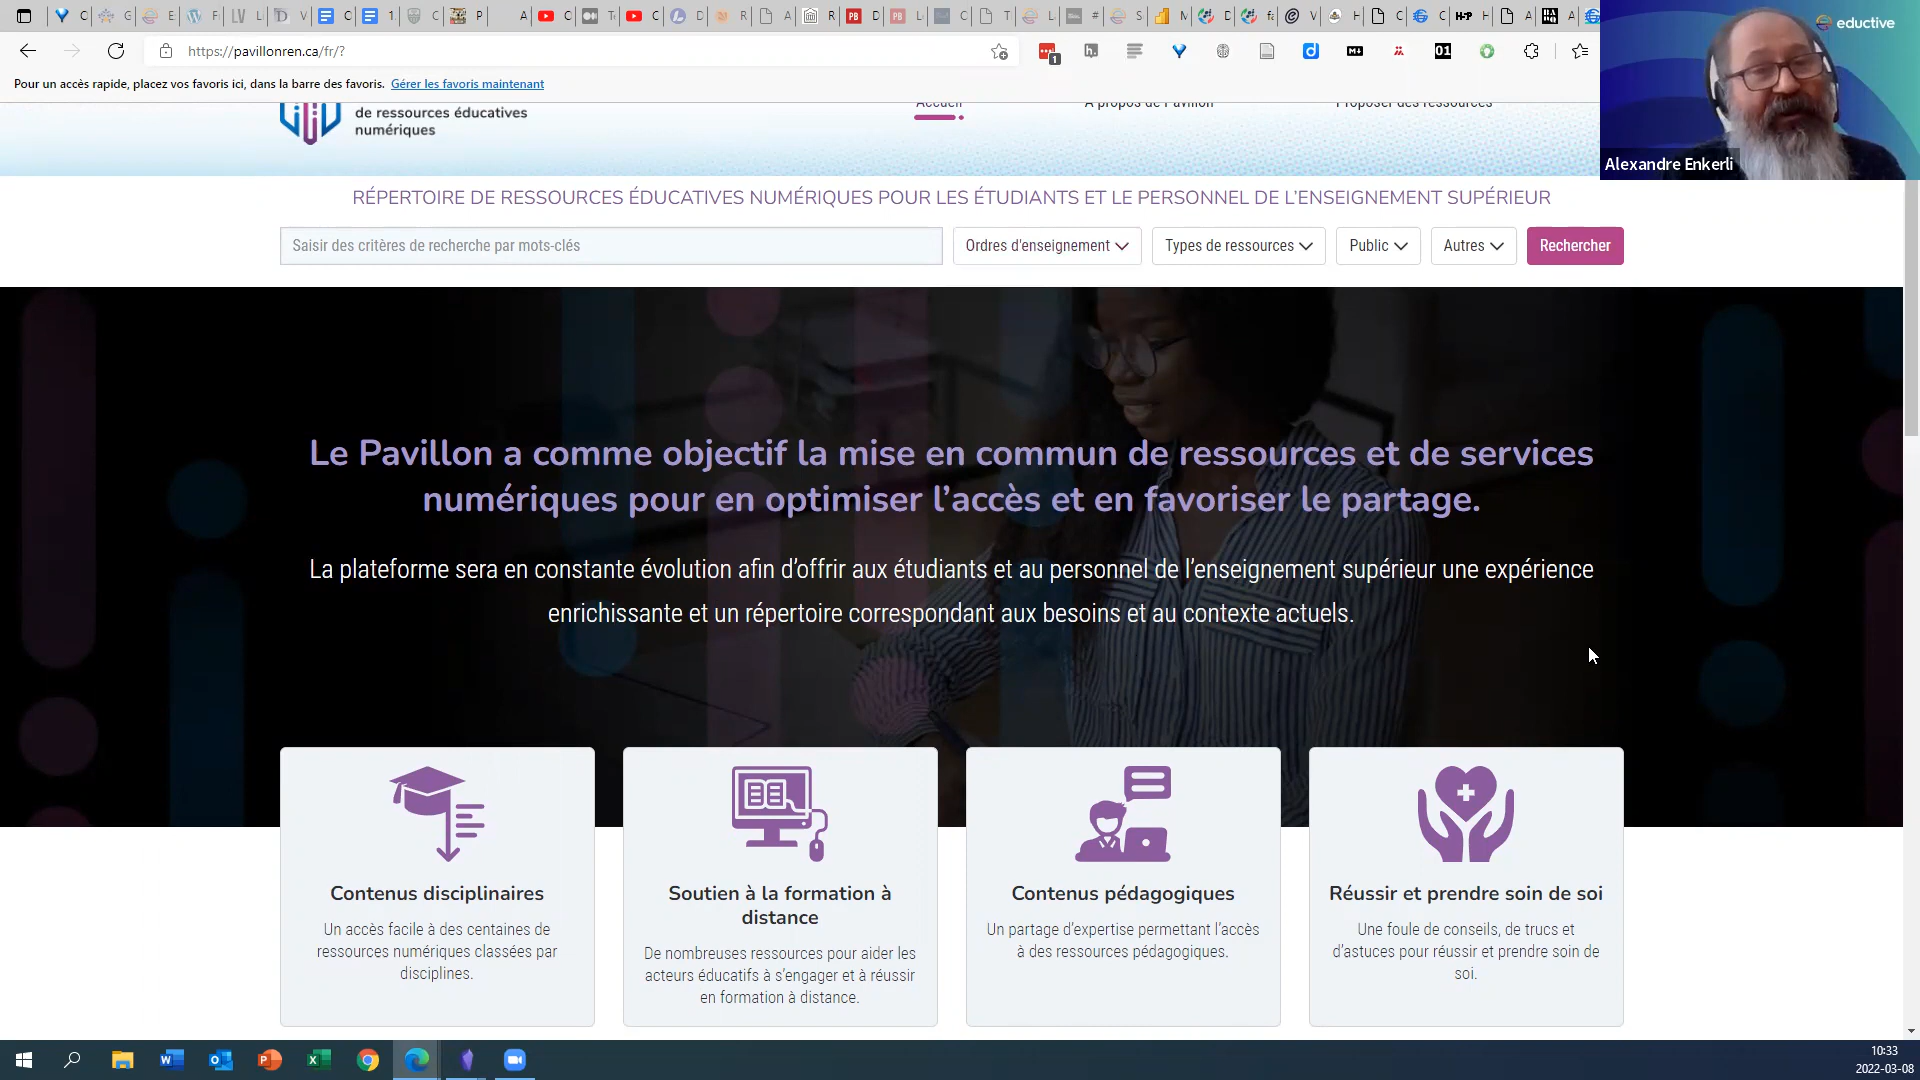 https://pavillonren.ca/fr/?
Pour un accès rapide, placez vos favoris ici, dans la barre des favoris. Gérer les favoris maintenant
eductive
Alexandre Enkerli
de ressources éducatives
numériques
Accueil
À propos de Pavillon
Proposer des ressources
RÉPERTOIRE DE RESSOURCES ÉDUCATIVES NUMÉRIQUES POUR LES ÉTUDIANTS ET LE PERSONNEL DE L’ENSEIGNEMENT SUPÉRIEUR
Saisir des critères de recherche par mots-clés
Ordres d'enseignement
Types de ressources
Public
Autres
Rechercher
Le Pavillon a comme objectif la mise en commun de ressources et de services
numériques pour en optimiser l’accès et en favoriser le partage.
La plateforme sera en constante évolution afin d’offrir aux étudiants et au personnel de l’enseignement supérieur une expérience
enrichissante et un répertoire correspondant aux besoins et au contexte actuels.
Contenus disciplinaires
Un accès facile à des centaines de
ressources numériques classées par
disciplines.
Soutien à la formation à
distance
De nombreuses ressources pour aider les
acteurs éducatifs à s’engager et à réussir
en formation à distance.
Contenus pédagogiques
Un partage d’expertise permettant l’accès
à des ressources pédagogiques.
Réussir et prendre soin de soi
Une foule de conseils, de trucs et
d’astuces pour réussir et prendre soin de
soi.
10:33
2022-03-08